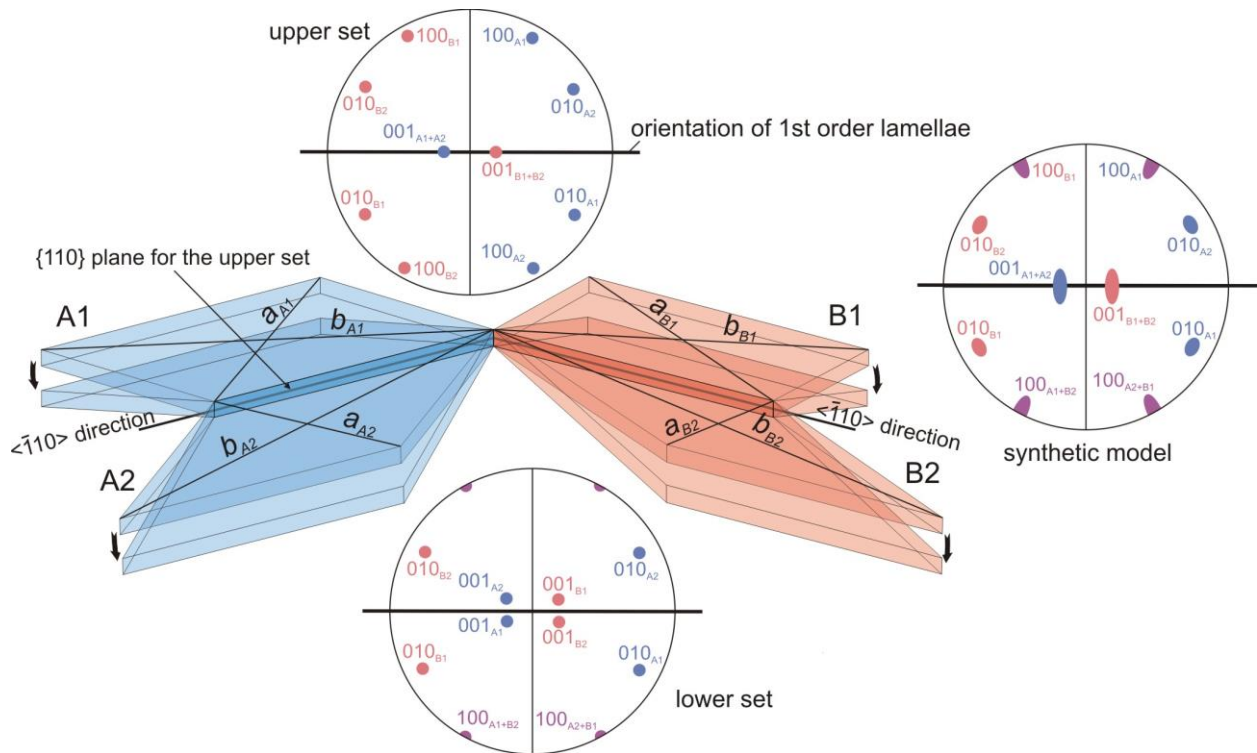 upper set
100B1
100A1
010B2
010A2
001A1+A2
001B1+B2
orientation of 1st order lamellae
010B1
010A1
100B2
100A2
{110} plane for the upper set
A1
aA1
bA1
<1̄10> direction
bA2
aA2
A2
aB1
bB1
B1
aB2
bB2
<1̄10> direction
B2
100B1
100A1
010B2
010A2
001A1+A2
001B1+B2
010B1
010A1
100A1+B2
100A2+B1
synthetic model
010B2
010A2
001A2
001B1
001A1
001B2
010B1
010A1
100A1+B2
100A2+B1
lower set